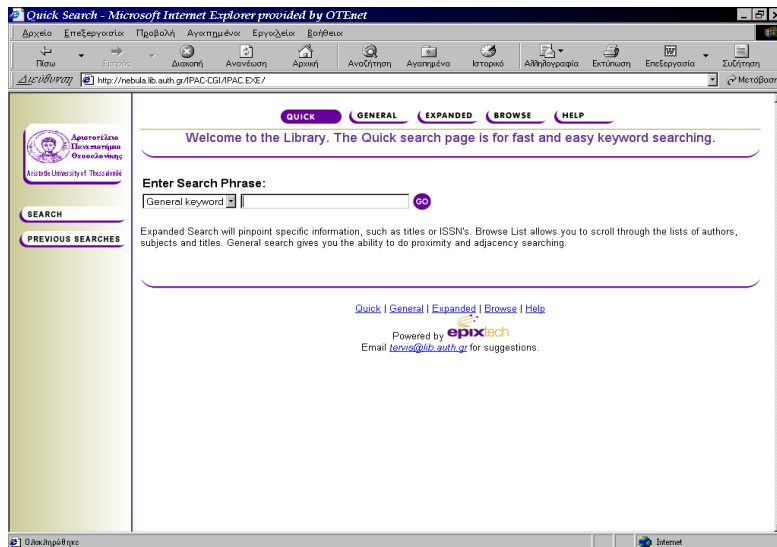 Quick Search - Microsoft Internet Explorer provided by OTEnet
Αρχείο Επεξεργασία Προβολή Αγαπημένα Εργαλεία Βοήθεια
Πίσω Εμπρός Διακοπή Ανανέωση Αρχική Αναζήτηση Αγαπημένα Ιστορικό Αλληλογραφία Εκτύπωση Επεξεργασία Συζήτηση
Διεύθυνση http://nebula.lib.auth.gr/IPAC-CGI/IPAC.EXE/ Μετάβαση
QUICK GENERAL EXPANDED BROWSE HELP
Αριστοτέλειο
Πανεπιστήμιο
Θεσσαλονίκης
Aristotle University of Thessaloniki
Welcome to the Library. The Quick search page is for fast and easy keyword searching.
Enter Search Phrase:
General keyword GO
SEARCH
PREVIOUS SEARCHES
Expanded Search will pinpoint specific information, such as titles or ISSN's. Browse List allows you to scroll through the lists of authors,
subjects and titles. General search gives you the ability to do proximity and adjacency searching.
Quick | General | Expanded | Browse | Help
Powered by epixtech
Email tervis@lib.auth.gr for suggestions.
Ολοκληρώθηκε Internet